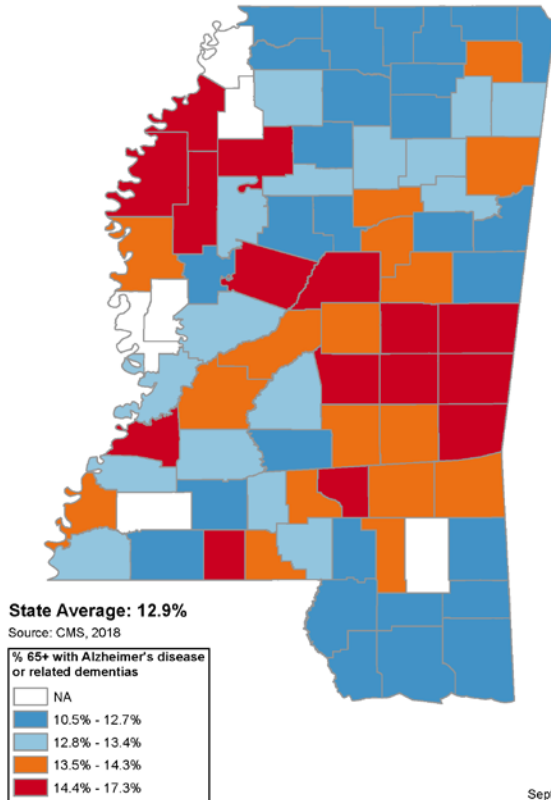 State Average: 12.9%
Source: CMS, 2018
% 65+ with Alzheimer's disease
or related dementias
NA
10.5% - 12.7%
12.8% - 13.4%
13.5% - 14.3%
14.4% - 17.3%
Sept